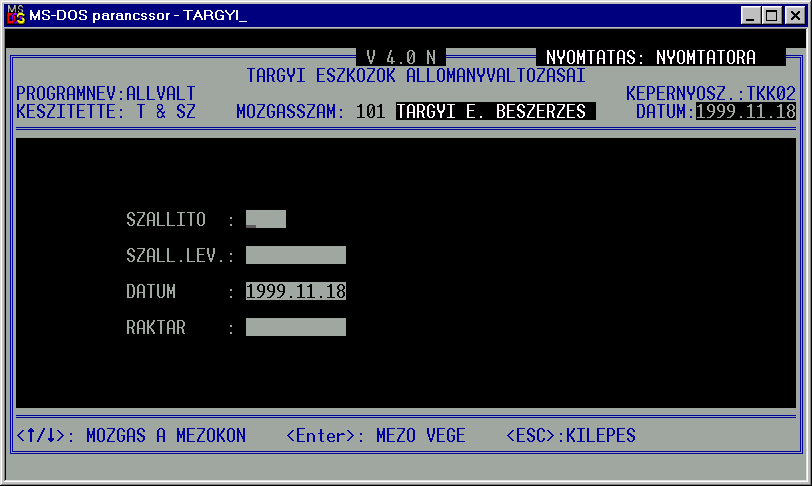 MS-DOS parancssor - TARGYI_
V 4.0 N NYOMTATAS: NYOMTATORA
TARGYI ESZKOZOK ALLOMANYVALTOZASAI
PROGRAMNEV:ALLVALT KEPERNYOSZ.:TKK02
KESZITETTE: T & SZ MOZGASSZAM: 101 TARGYI E. BESZERZES DATUM:1999.11.18
SZALLITO : _
SZALL.LEV.:
DATUM : 1999.11.18
RAKTAR :
<↑/↓>: MOZGAS A MEZOKON <Enter>: MEZO VEGE <ESC>:KILEPES